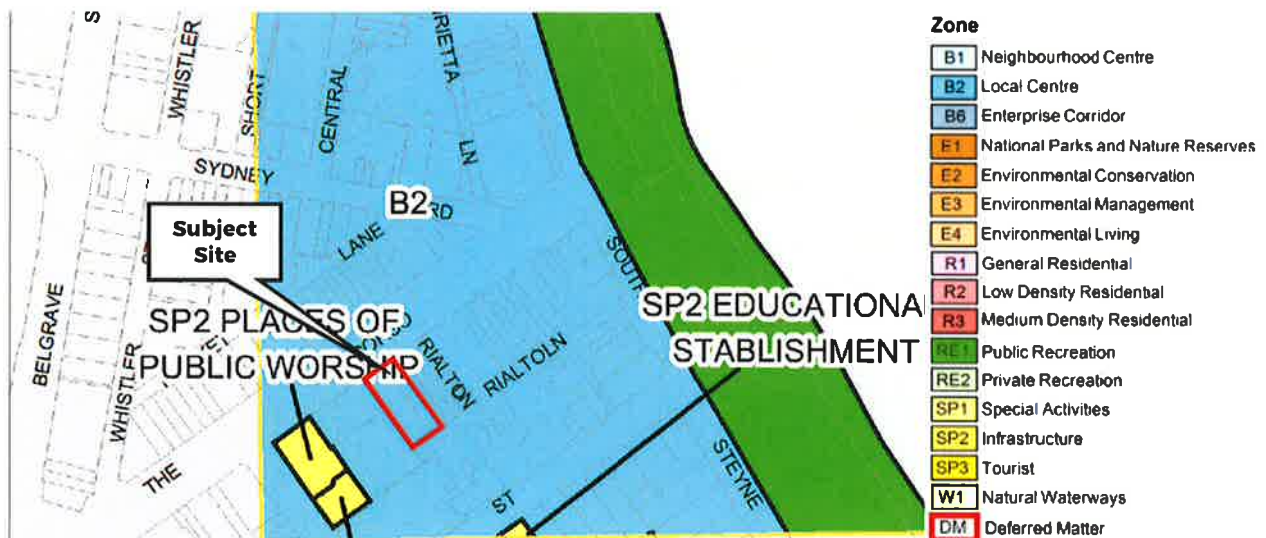 S
WHISTLER
SHORT
CENTRAL
RIETTA
LN
SYDNEY
B2
RD
LANE
Subject
Site
SOUTH
BELGRAVE
WHISTLER
SP2 PLACES OF
PUBLIC WORSHIP
RIALTON
RIALTOLN
SP2 EDUCATIONA
STABLISHMENT
THE
ST
STEYNE
Zone
B1 Neighbourhood Centre
B2 Local Centre
B6 Enterprise Corridor
E1 National Parks and Nature Reserves
E2 Environmental Conservation
E3 Environmental Management
E4 Environmental Living
R1 General Residential
R2 Low Density Residential
R3 Medium Density Residential
RE1 Public Recreation
RE2 Private Recreation
SP1 Special Activities
SP2 Infrastructure
SP3 Tourist
W1 Natural Waterways
DM Deferred Matter